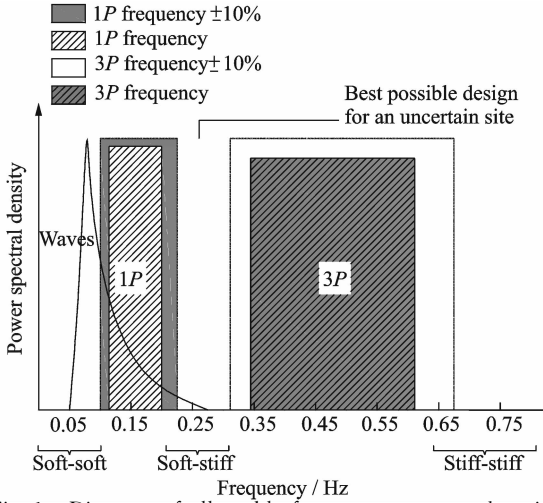 1P frequency ±10%
1P frequency
3P frequency±10%
3P frequency
Best possible design
for an uncertain site
Power spectral density
Waves
1P
3P
0.05 0.15 0.25 0.35 0.45 0.55 0.65 0.75
Soft-soft Soft-stiff Stiff-stiff
Frequency / Hz